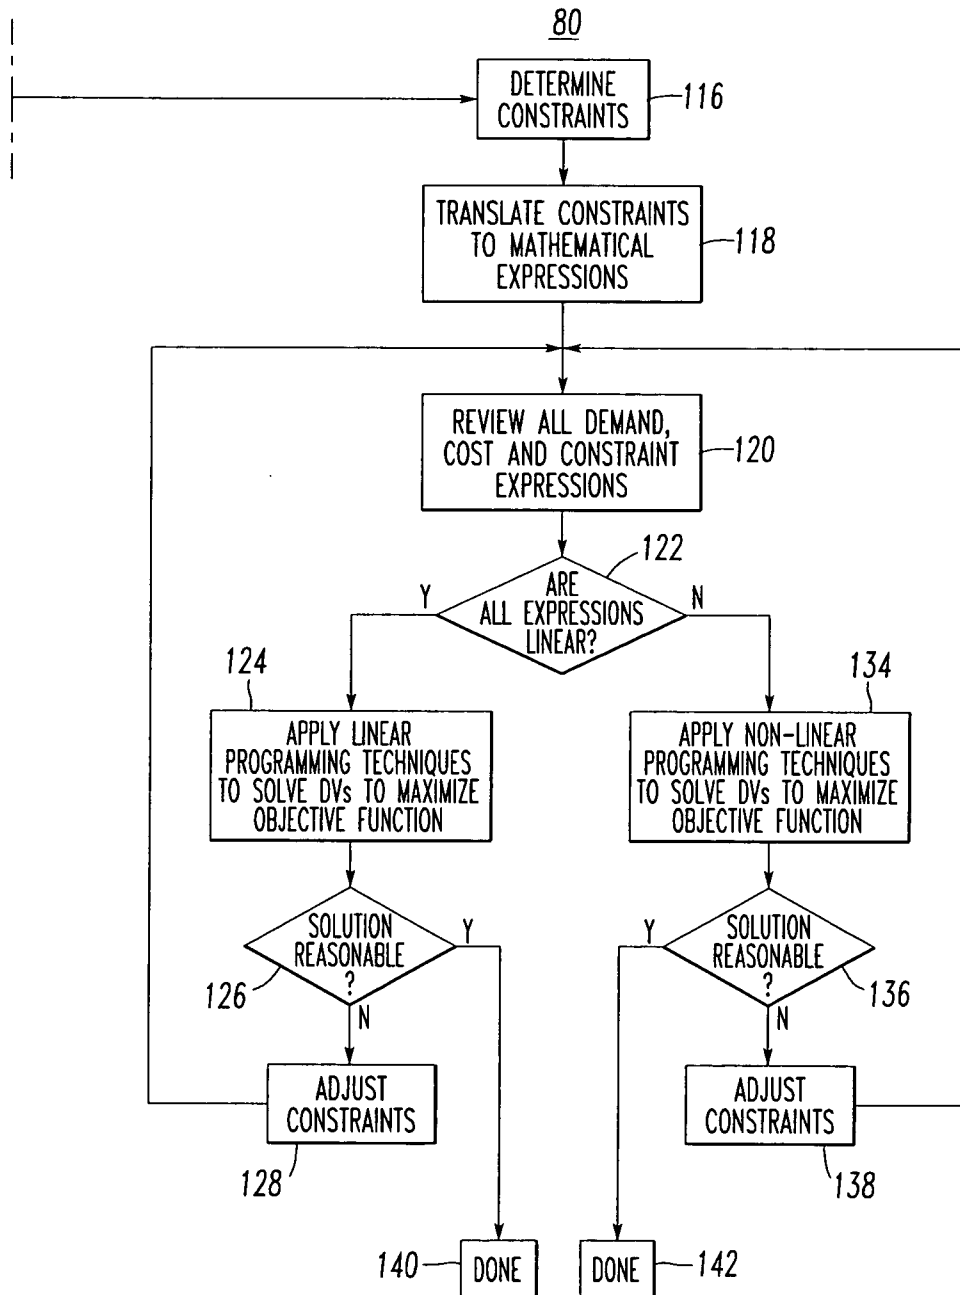 80
DETERMINE
CONSTRAINTS
116
TRANSLATE CONSTRAINTS
TO MATHEMATICAL
EXPRESSIONS
118
REVIEW ALL DEMAND,
COST AND CONSTRAINT
EXPRESSIONS
120
122
ARE
ALL EXPRESSIONS
LINEAR?
Y
N
124
APPLY LINEAR
PROGRAMMING TECHNIQUES
TO SOLVE DVs TO MAXIMIZE
OBJECTIVE FUNCTION
134
APPLY NON-LINEAR
PROGRAMMING TECHNIQUES
TO SOLVE DVs TO MAXIMIZE
OBJECTIVE FUNCTION
SOLUTION
REASONABLE
?
Y
126
N
SOLUTION
REASONABLE
?
Y
136
N
ADJUST
CONSTRAINTS
128
ADJUST
CONSTRAINTS
138
140
DONE
DONE
142